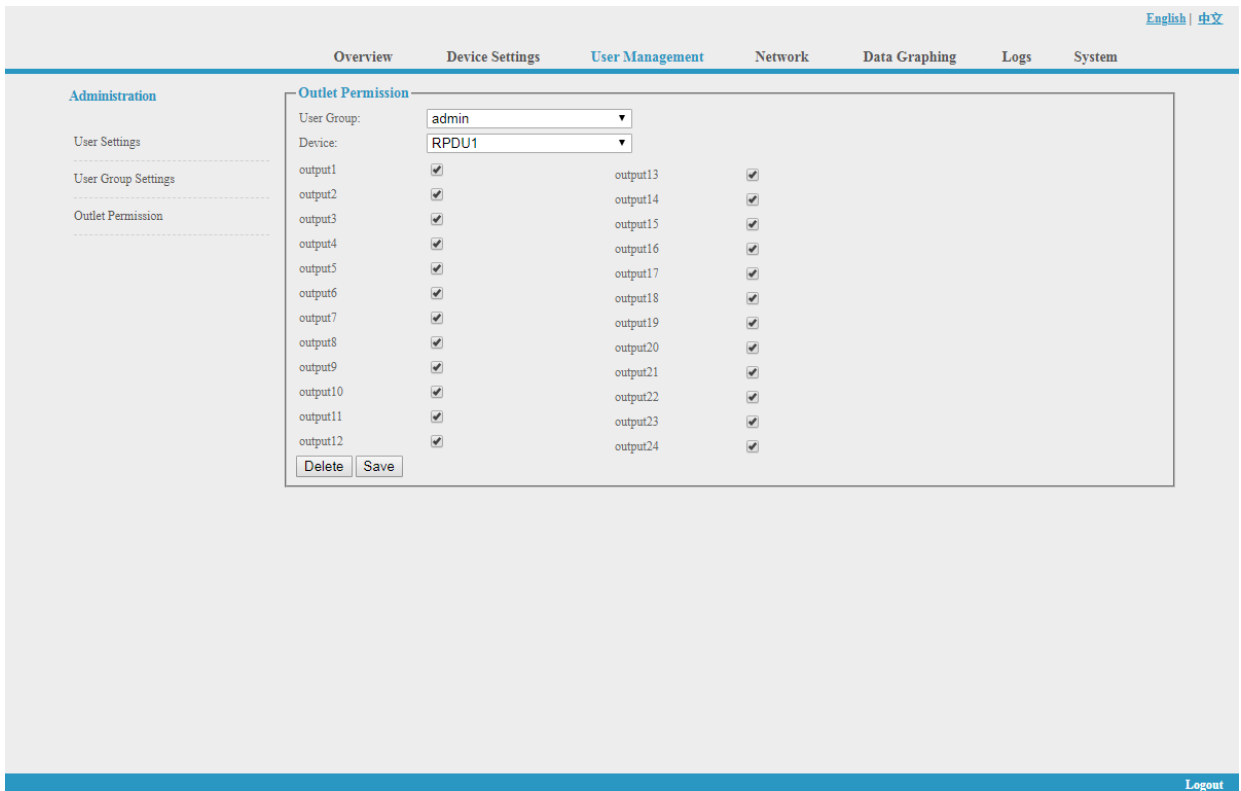 English | 中文
Overview Device Settings User Management Network Data Graphing Logs System
Administration
User Settings
User Group Settings
Outlet Permission
Outlet Permission
User Group: admin
Device: RPDU1
output1
output2
output3
output4
output5
output6
output7
output8
output9
output10
output11
output12
output13
output14
output15
output16
output17
output18
output19
output20
output21
output22
output23
output24
Delete Save
Logout